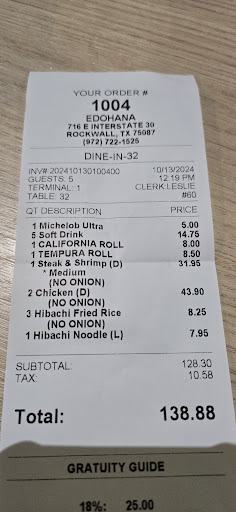 YOUR ORDER #
1004
EDOHANA
716 E INTERSTATE 30
ROCKWALL, TX 75087
(972) 722-1525
DINE-IN-32
INV# 202410130100400 10/13/2024
GUESTS: 5 12:19 PM
TERMINAL: 1 CLERK:LESLIE
TABLE: 32 #60
QT DESCRIPTION PRICE
1 Michelob Ultra 5.00
5 Soft Drink 14.75
1 CALIFORNIA ROLL 8.00
1 TEMPURA ROLL 8.50
1 Steak & Shrimp (D) 31.95
* Medium
(NO ONION)
2 Chicken (D) 43.90
(NO ONION)
3 Hibachi Fried Rice 8.25
(NO ONION)
1 Hibachi Noodle (L) 7.95
SUBTOTAL: 128.30
TAX: 10.58
Total: 138.88
GRATUITY GUIDE
18%: 25.00